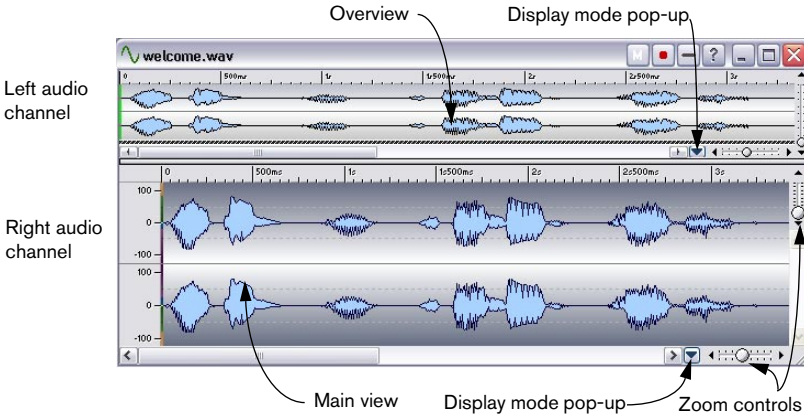 Overview
Display mode pop-up
welcome.wav
M
?
Left audio
channel
0 500ms 1s 1s500ms 2s 2s500ms 3s
0 500ms 1s 1s500ms 2s 2s500ms 3s
Right audio
channel
100
0
-100
100
0
-100
Main view
Display mode pop-up
Zoom controls